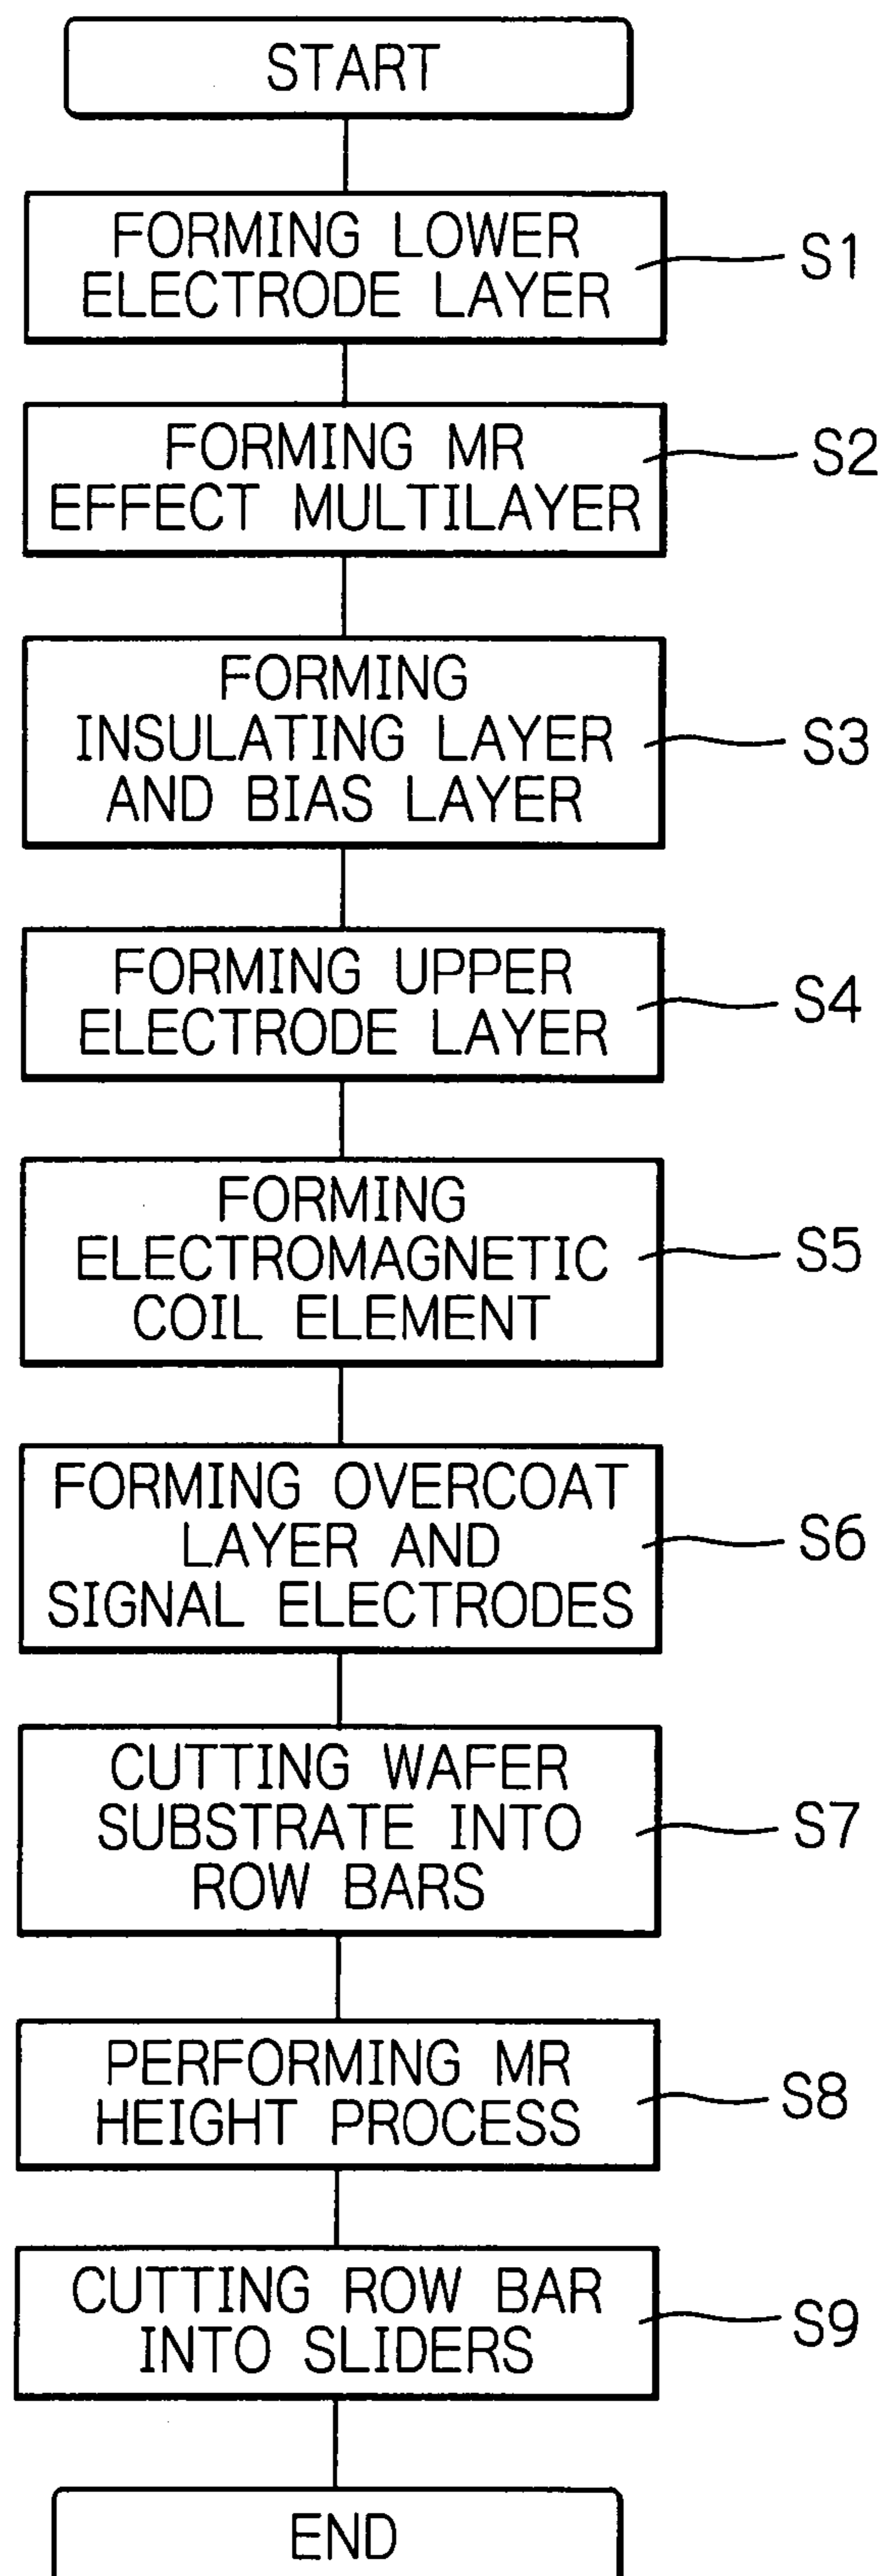 START
FORMING LOWER
ELECTRODE LAYER
S1
FORMING MR
EFFECT MULTILAYER
S2
FORMING
INSULATING LAYER
AND BIAS LAYER
S3
FORMING UPPER
ELECTRODE LAYER
S4
FORMING
ELECTROMAGNETIC
COIL ELEMENT
S5
FORMING OVERCOAT
LAYER AND
SIGNAL ELECTRODES
S6
CUTTING WAFER
SUBSTRATE INTO
ROW BARS
S7
PERFORMING MR
HEIGHT PROCESS
S8
CUTTING ROW BAR
INTO SLIDERS
S9
END